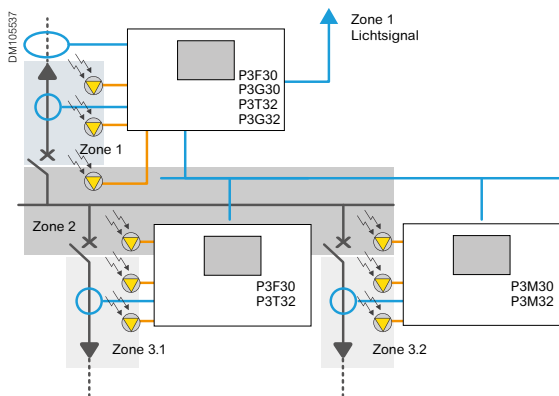 DM105537
Zone 1
Lichtsignal
P3F30
P3G30
P3T32
P3G32
Zone 1
Zone 2
P3F30
P3T32
P3M30
P3M32
Zone 3.1
Zone 3.2